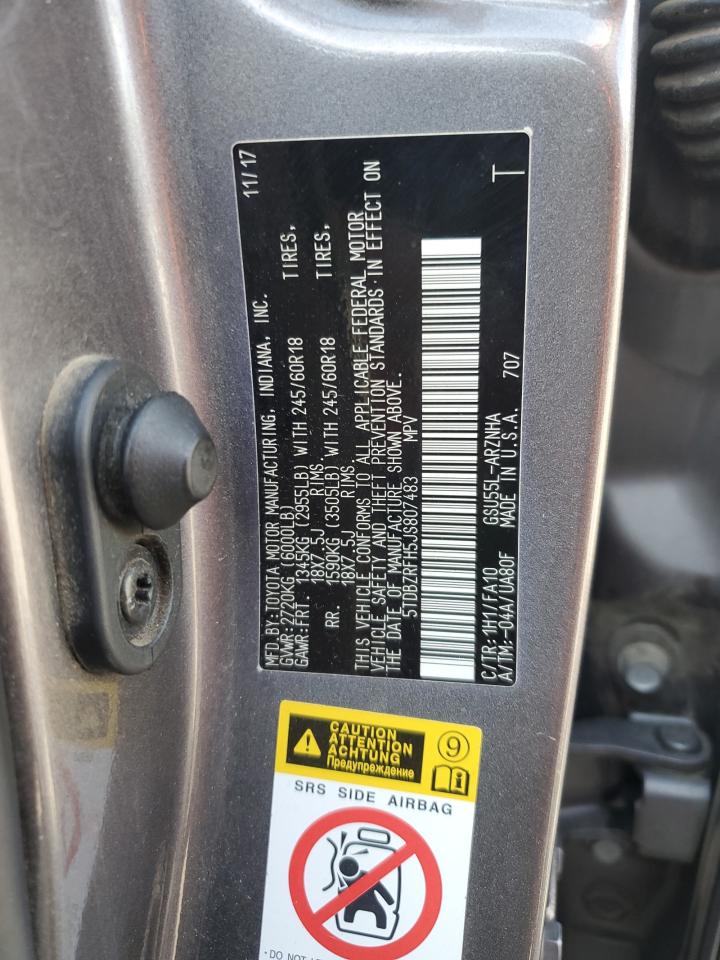 MFD.BY:TOYOTA MOTOR MANUFACTURING, INDIANA, INC. 11/17
GVWR:2720KG(6000LB)
GAWR:FRT. 1345KG (2955LB) WITH 245/60R18 TIRES,
18X7.5J RIMS
RR. 1590KG (3505LB) WITH 245/60R18 TIRES,
18X7.5J RIMS
THIS VEHICLE CONFORMS TO ALL APPLICABLE FEDERAL MOTOR
VEHICLE SAFETY AND THEFT PREVENTION STANDARDS IN EFFECT ON
THE DATE OF MANUFACTURE SHOWN ABOVE.
5TDBZRFH5JS807483 MPV
C/TR:1H1/FA10 GSU55L-ARZNHA T
A/TM:-04A/UA80F MADE IN U.S.A. 707
CAUTION
ATTENTION
ACHTUNG
Предупреждение
9
SRS SIDE AIRBAG